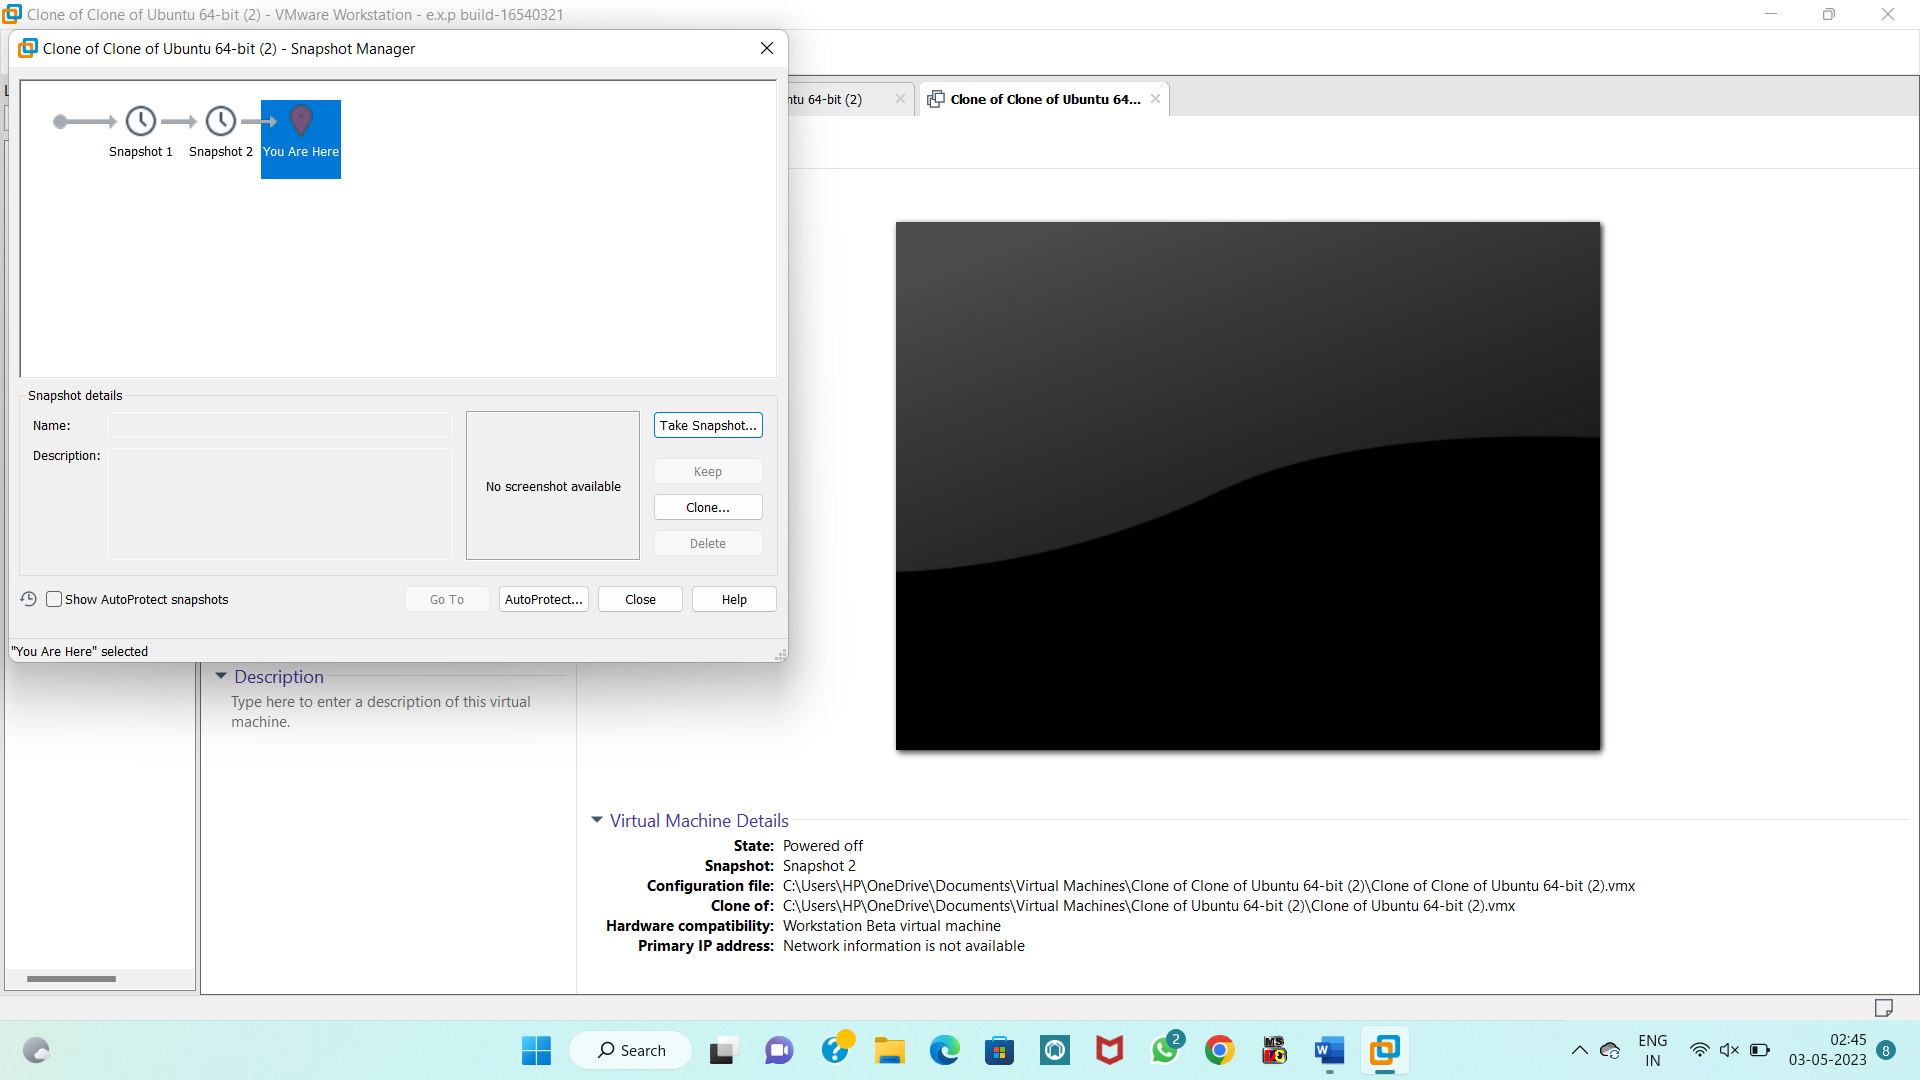 Clone of Clone of Ubuntu 64-bit (2) - VMware Workstation - e.x.p build-16540321
Clone of Clone of Ubuntu 64-bit (2) - Snapshot Manager
64-bit (2)
Clone of Clone of Ubuntu 64...
Snapshot 1
Snapshot 2
You Are Here
Snapshot details
Name:
Take Snapshot...
Description:
Keep
No screenshot available
Clone...
Delete
Show AutoProtect snapshots
Go To
AutoProtect...
Close
Help
"You Are Here" selected
Description
Type here to enter a description of this virtual
machine.
Virtual Machine Details
State: Powered off
Snapshot: Snapshot 2
Configuration file: C:\Users\HP\OneDrive\Documents\Virtual Machines\Clone of Clone of Ubuntu 64-bit (2)\Clone of Clone of Ubuntu 64-bit (2).vmx
Clone of: C:\Users\HP\OneDrive\Documents\Virtual Machines\Clone of Ubuntu 64-bit (2)\Clone of Ubuntu 64-bit (2).vmx
Hardware compatibility: Workstation Beta virtual machine
Primary IP address: Network information is not available
Search
2
MS
W
ENG
IN
02:45
03-05-2023
8